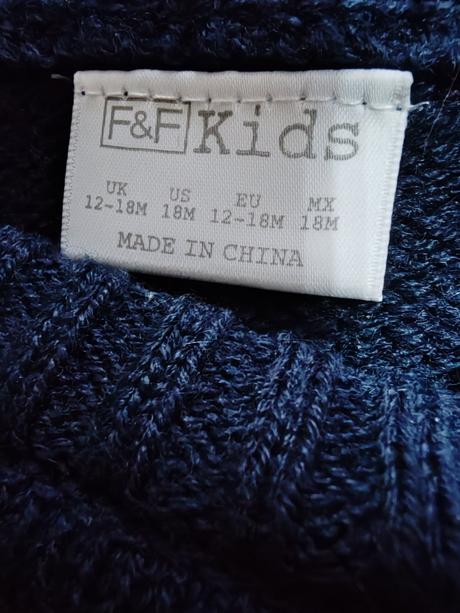 F&F Kids
UK US EU MX
12-18M 18M 12-18M 18M
MADE IN CHINA